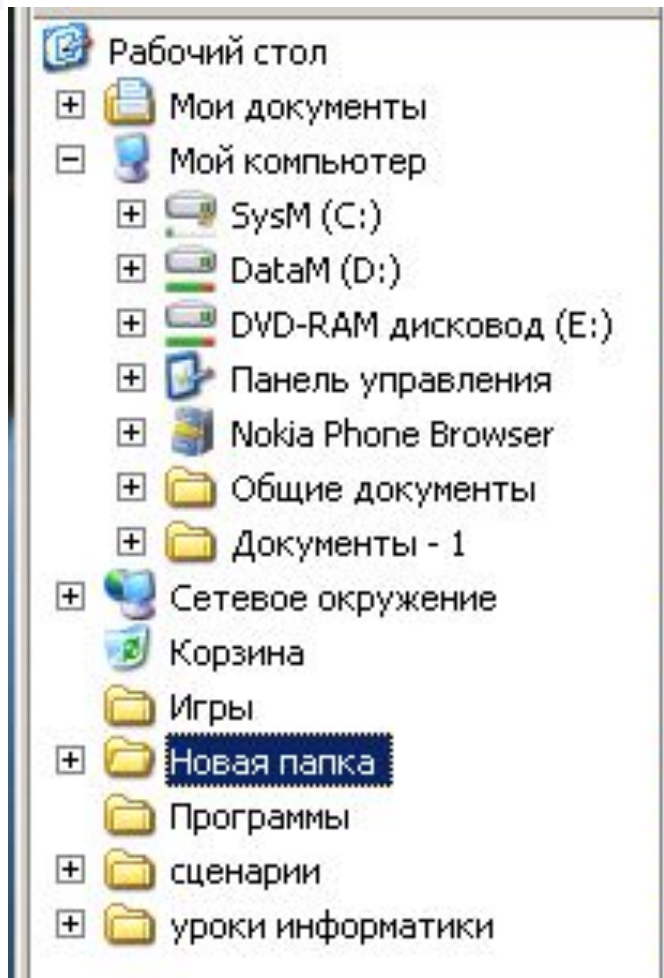 Рабочий стол
Мои документы
Мой компьютер
SysM (C:)
DataM (D:)
DVD-RAM дисковод (E:)
Панель управления
Nokia Phone Browser
Общие документы
Документы - 1
Сетевое окружение
Корзина
Игры
Новая папка
Программы
сценарии
уроки информатики